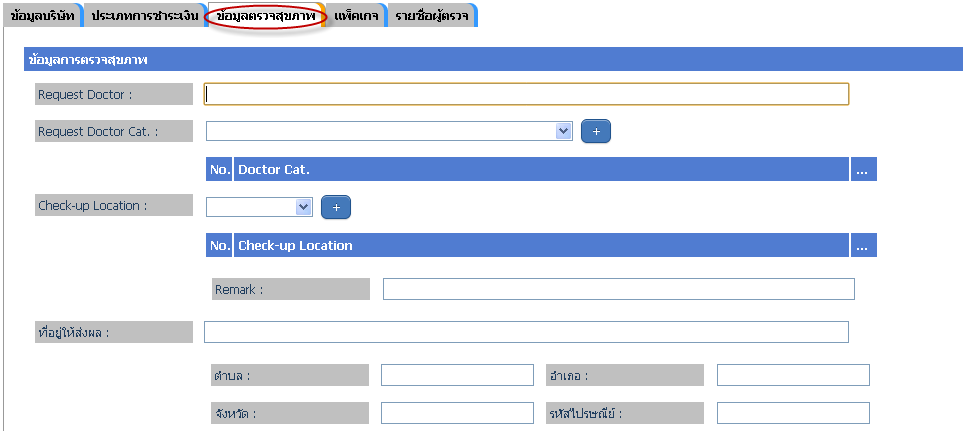 ข้อมูลบริษัท ประเภทการชำระเงิน ข้อมูลตรวจสุขภาพ แพ็คเกจ รายชื่อผู้ตรวจ
ข้อมูลการตรวจสุขภาพ
Request Doctor :
Request Doctor Cat. : +
No. Doctor Cat. ...
Check-up Location : +
No. Check-up Location ...
Remark :
ที่อยู่ให้ส่งผล :
ตำบล : อำเภอ :
จังหวัด : รหัสไปรษณีย์ :